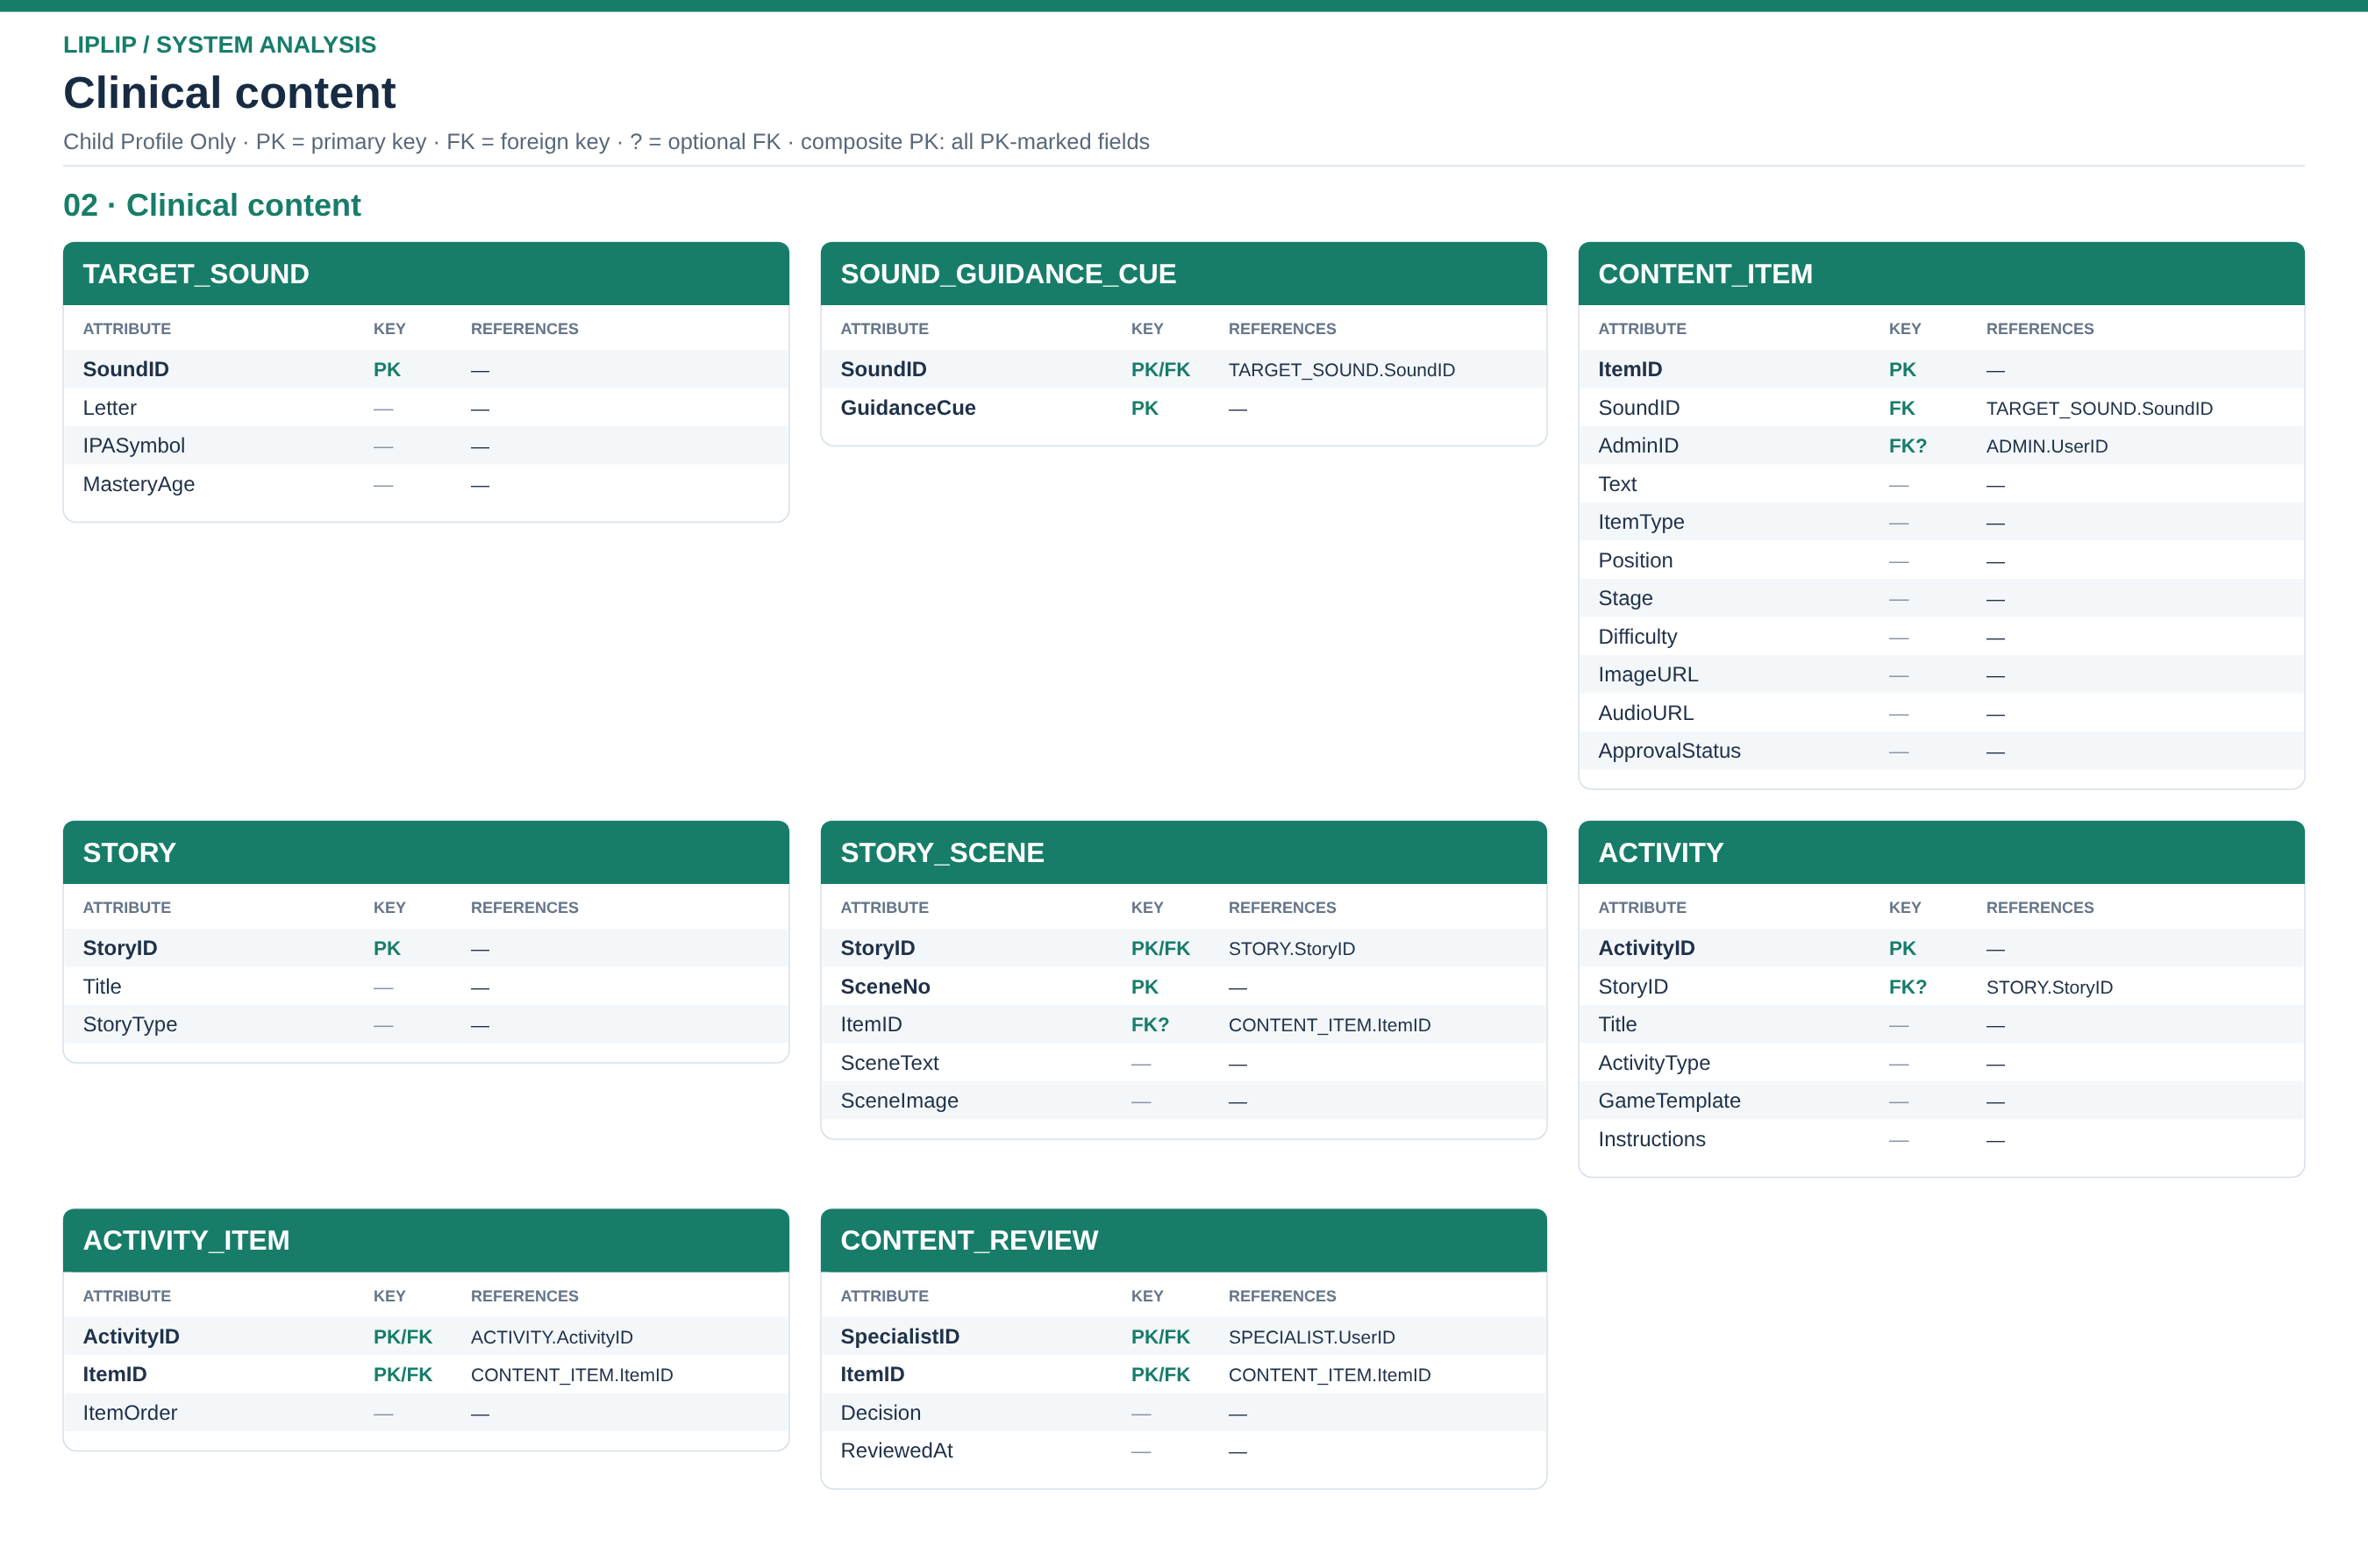 LIPLIP / SYSTEM ANALYSIS
Clinical content
Child Profile Only · PK = primary key · FK = foreign key · ? = optional FK · composite PK: all PK-marked fields
02 · Clinical content
TARGET_SOUND
ATTRIBUTE KEY REFERENCES
SoundID PK —
Letter — —
IPASymbol — —
MasteryAge — —
SOUND_GUIDANCE_CUE
ATTRIBUTE KEY REFERENCES
SoundID PK/FK TARGET_SOUND.SoundID
GuidanceCue PK —
CONTENT_ITEM
ATTRIBUTE KEY REFERENCES
ItemID PK —
SoundID FK TARGET_SOUND.SoundID
AdminID FK? ADMIN.UserID
Text — —
ItemType — —
Position — —
Stage — —
Difficulty — —
ImageURL — —
AudioURL — —
ApprovalStatus — —
STORY
ATTRIBUTE KEY REFERENCES
StoryID PK —
Title — —
StoryType — —
STORY_SCENE
ATTRIBUTE KEY REFERENCES
StoryID PK/FK STORY.StoryID
SceneNo PK —
ItemID FK? CONTENT_ITEM.ItemID
SceneText — —
SceneImage — —
ACTIVITY
ATTRIBUTE KEY REFERENCES
ActivityID PK —
StoryID FK? STORY.StoryID
Title — —
ActivityType — —
GameTemplate — —
Instructions — —
ACTIVITY_ITEM
ATTRIBUTE KEY REFERENCES
ActivityID PK/FK ACTIVITY.ActivityID
ItemID PK/FK CONTENT_ITEM.ItemID
ItemOrder — —
CONTENT_REVIEW
ATTRIBUTE KEY REFERENCES
SpecialistID PK/FK SPECIALIST.UserID
ItemID PK/FK CONTENT_ITEM.ItemID
Decision — —
ReviewedAt — —